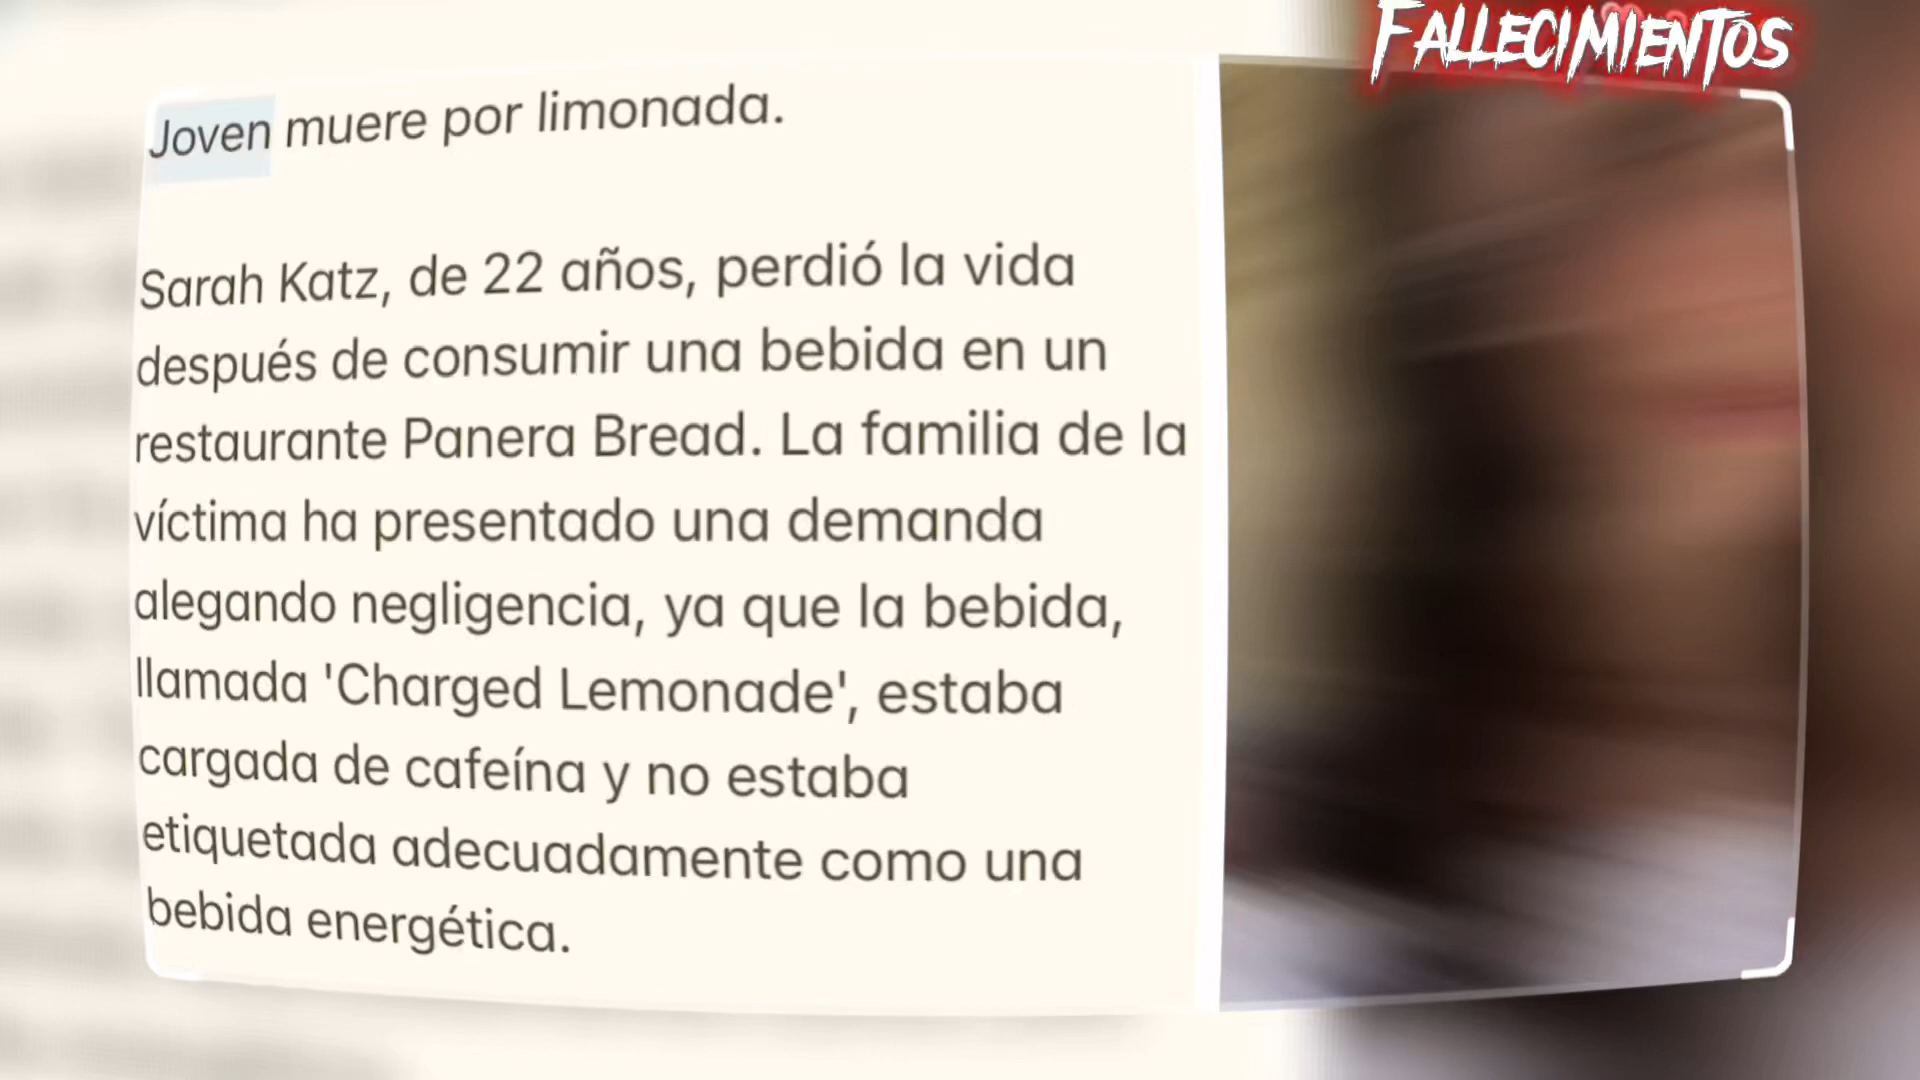 FALLECIMIENTOS
Joven muere por limonada.
Sarah Katz, de 22 años, perdió la vida
después de consumir una bebida en un
restaurante Panera Bread. La familia de la
víctima ha presentado una demanda
alegando negligencia, ya que la bebida,
llamada 'Charged Lemonade', estaba
cargada de cafeína y no estaba
etiquetada adecuadamente como una
bebida energética.